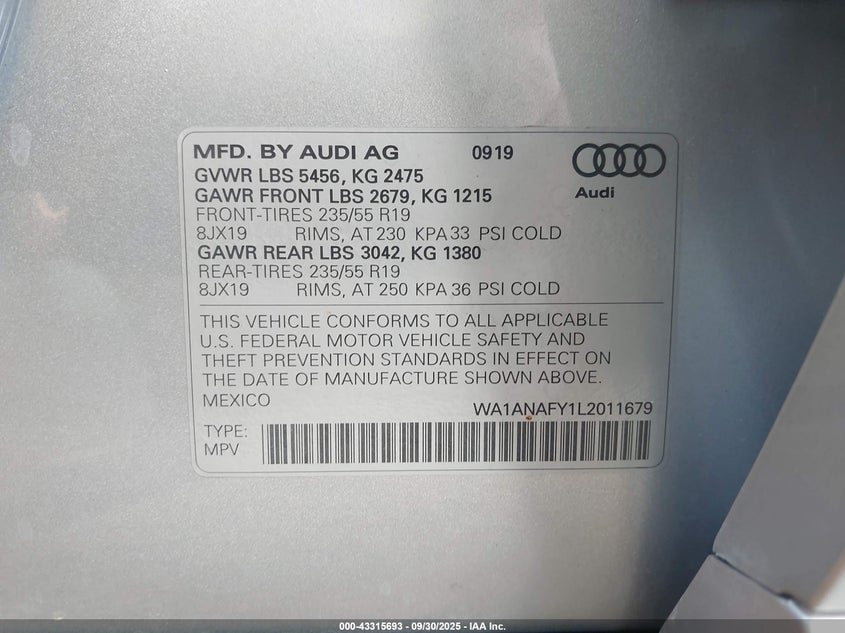 MFD. BY AUDI AG 0919
GVWR LBS 5456, KG 2475
GAWR FRONT LBS 2679, KG 1215
FRONT-TIRES 235/55 R19
8JX19 RIMS, AT 230 KPA 33 PSI COLD
GAWR REAR LBS 3042, KG 1380
REAR-TIRES 235/55 R19
8JX19 RIMS, AT 250 KPA 36 PSI COLD
Audi
THIS VEHICLE CONFORMS TO ALL APPLICABLE
U.S. FEDERAL MOTOR VEHICLE SAFETY AND
THEFT PREVENTION STANDARDS IN EFFECT ON
THE DATE OF MANUFACTURE SHOWN ABOVE.
MEXICO
WA1ANAFY1L2011679
TYPE:
MPV
000-43315693 - 09/30/2025 - IAA Inc.